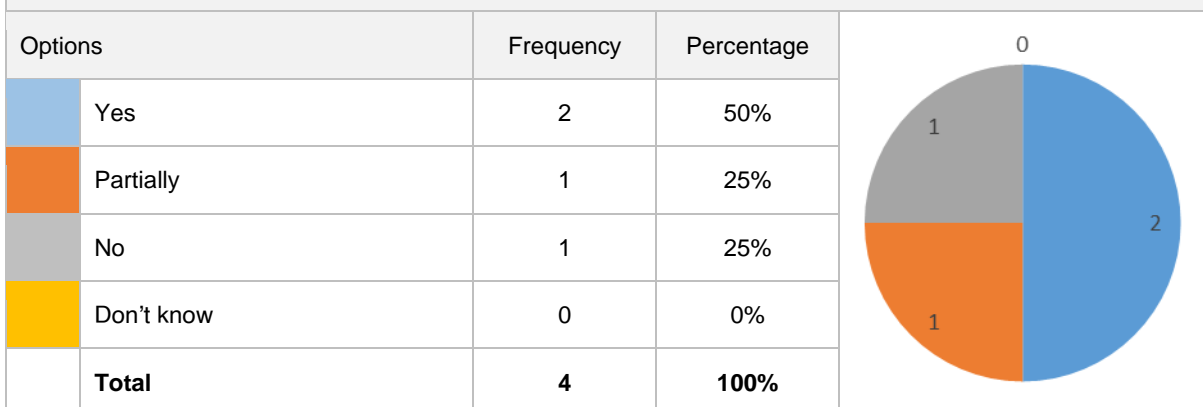 Options Frequency Percentage
Yes 2 50%
Partially 1 25%
No 1 25%
Don’t know 0 0%
Total 4 100%
0
1
2
1